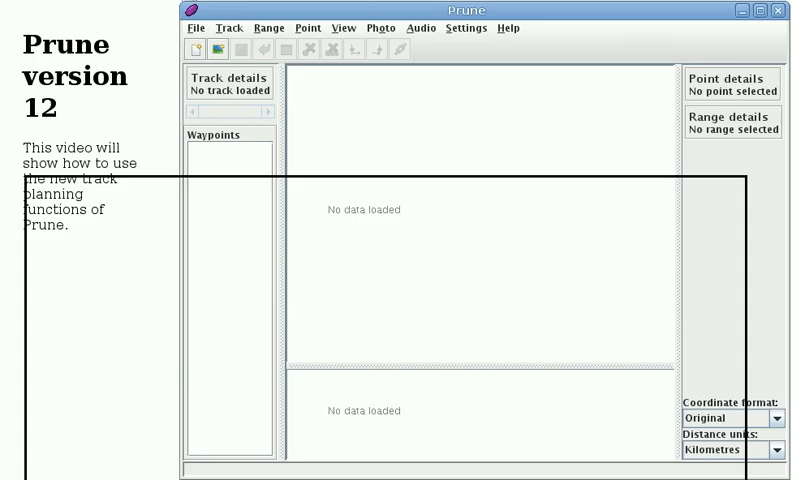 Prune
version
12
This video will
show how to use
the new track
planning
functions of
Prune.
Prune
File Track Range Point View Photo Audio Settings Help
Track details
No track loaded
Waypoints
No data loaded
No data loaded
Point details
No point selected
Range details
No range selected
Coordinate format:
Original
Distance units:
Kilometres